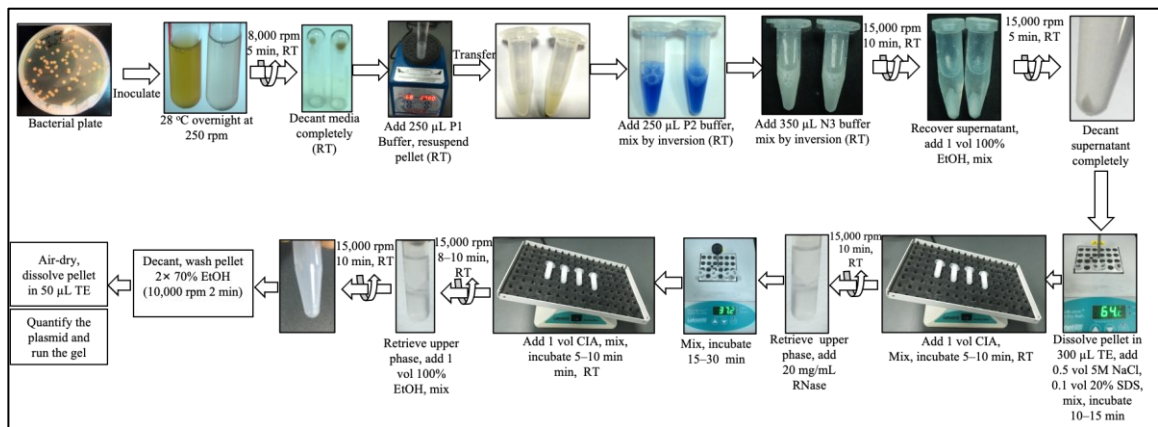 Bacterial plate
Inoculate
28 °C overnight at
250 rpm
8,000 rpm
5 min, RT
Decant media
completely
(RT)
Add 250 µL P1
Buffer, resuspend
pellet (RT)
Transfer
Add 250 µL P2 buffer,
mix by inversion (RT)
Add 350 µL N3 buffer
mix by inversion (RT)
15,000 rpm
10 min, RT
Recover supernatant,
add 1 vol 100%
EtOH, mix
15,000 rpm
5 min, RT
Decant
supernatant
completely
64.c
Dissolve pellet in
300 µL TE, add
0.5 vol 5M NaCl,
0.1 vol 20% SDS,
mix, incubate
10–15 min
Add 1 vol CIA,
Mix, incubate 5–10 min, RT
15,000 rpm
10 min,
RT
Retrieve upper
phase, add
20 mg/mL
RNase
37.c
Mix, incubate
15–30 min
Add 1 vol CIA, mix,
incubate 5–10 min
min, RT
15,000 rpm
8–10 min,
RT
Retrieve upper
phase, add 1
vol 100%
EtOH, mix
15,000 rpm
10 min, RT
Decant, wash pellet
2× 70% EtOH
(10,000 rpm 2 min)
Air-dry,
dissolve pellet
in 50 µL TE
Quantify the
plasmid and
run the gel